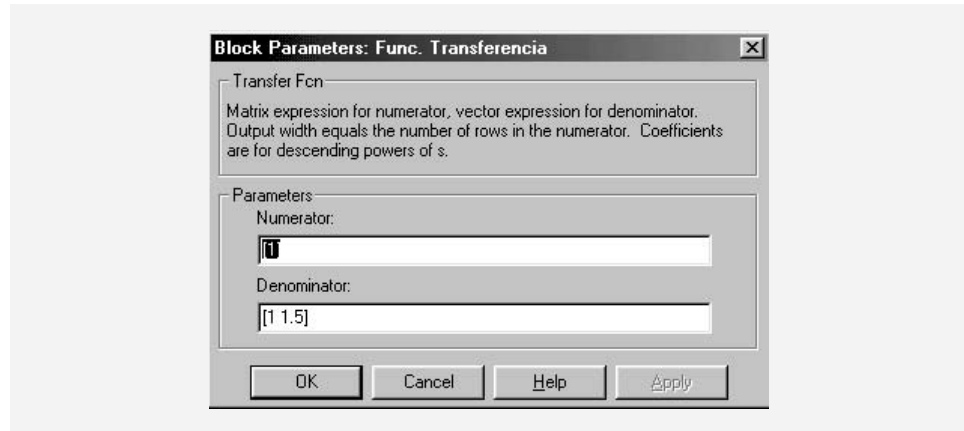 Block Parameters: Func. Transferencia
Transfer Fcn
Matrix expression for numerator, vector expression for denominator.
Output width equals the number of rows in the numerator. Coefficients
are for descending powers of s.
Parameters
Numerator:
[1]
Denominator:
[1 1.5]
OK Cancel Help Apply